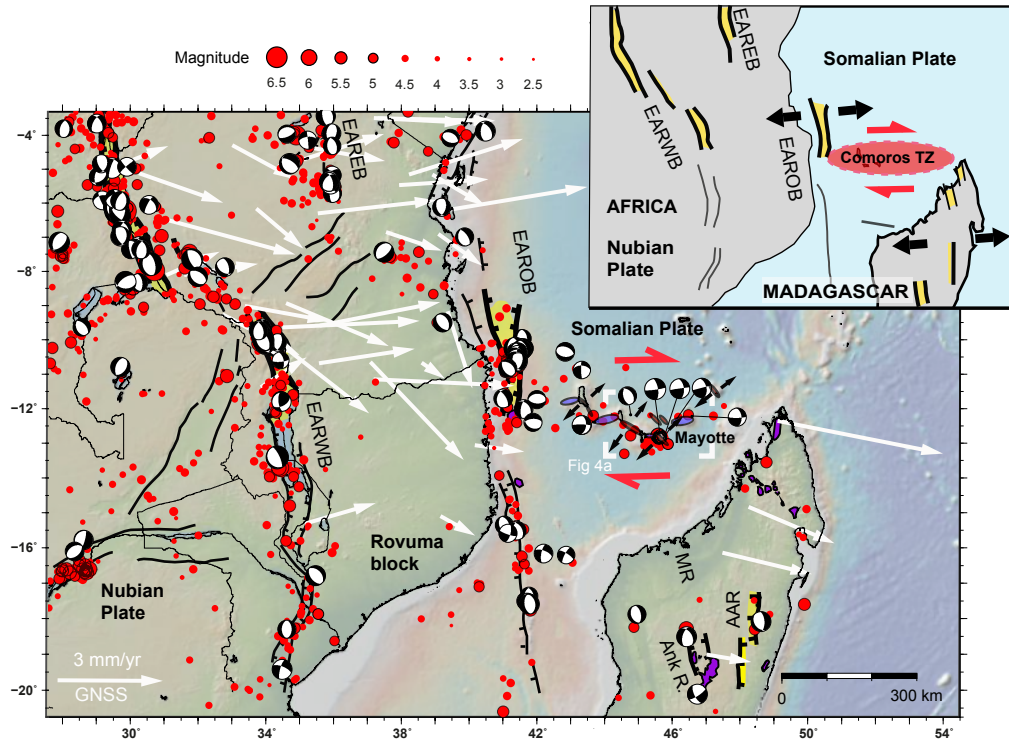 Magnitude
6.5 6 5.5 5 4.5 4 3.5 3 2.5
EAREB
EARWB
EAROB
Somalian Plate
Comoros TZ
AFRICA
Nubian
Plate
MADAGASCAR
−4°
−8°
−12°
−16°
−20°
EAREB
EAROB
EARWB
Somalian Plate
Mayotte
Fig 4a
Rovuma
block
Nubian
Plate
MR
AAR
Ank R.
3 mm/yr
GNSS
0 300 km
30° 34° 38° 42° 46° 50° 54°